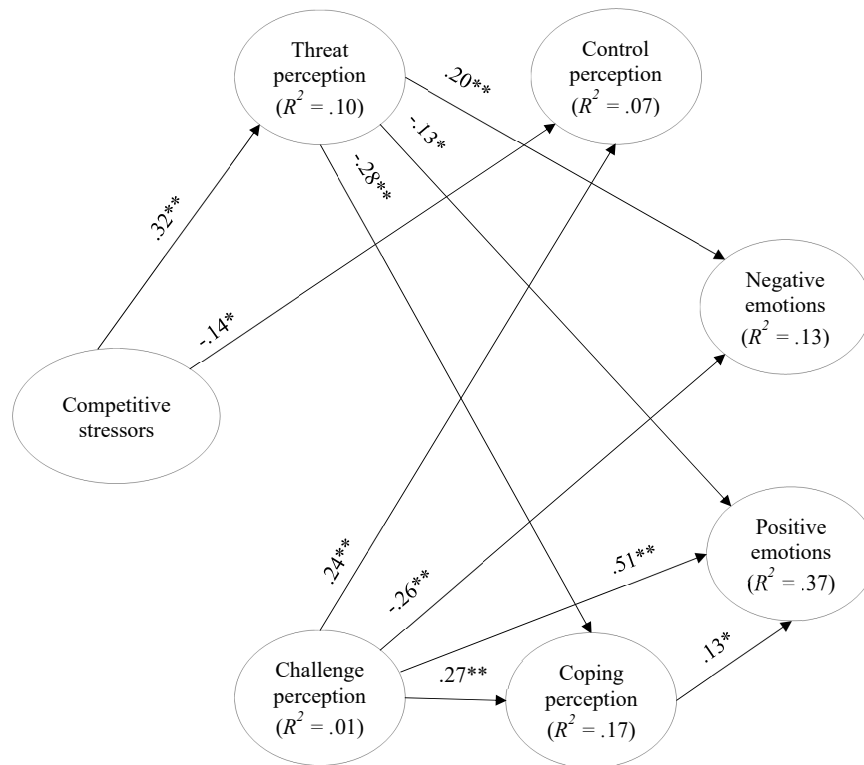 Threat
perception
(R² = .10)
Control
perception
(R² = .07)
.20**
-.13*
-.28**
.32**
-.14*
Negative
emotions
(R² = .13)
Competitive
stressors
Positive
emotions
(R² = .37)
.24**
-.26**
.51**
.27**
.13*
Challenge
perception
(R² = .01)
Coping
perception
(R² = .17)